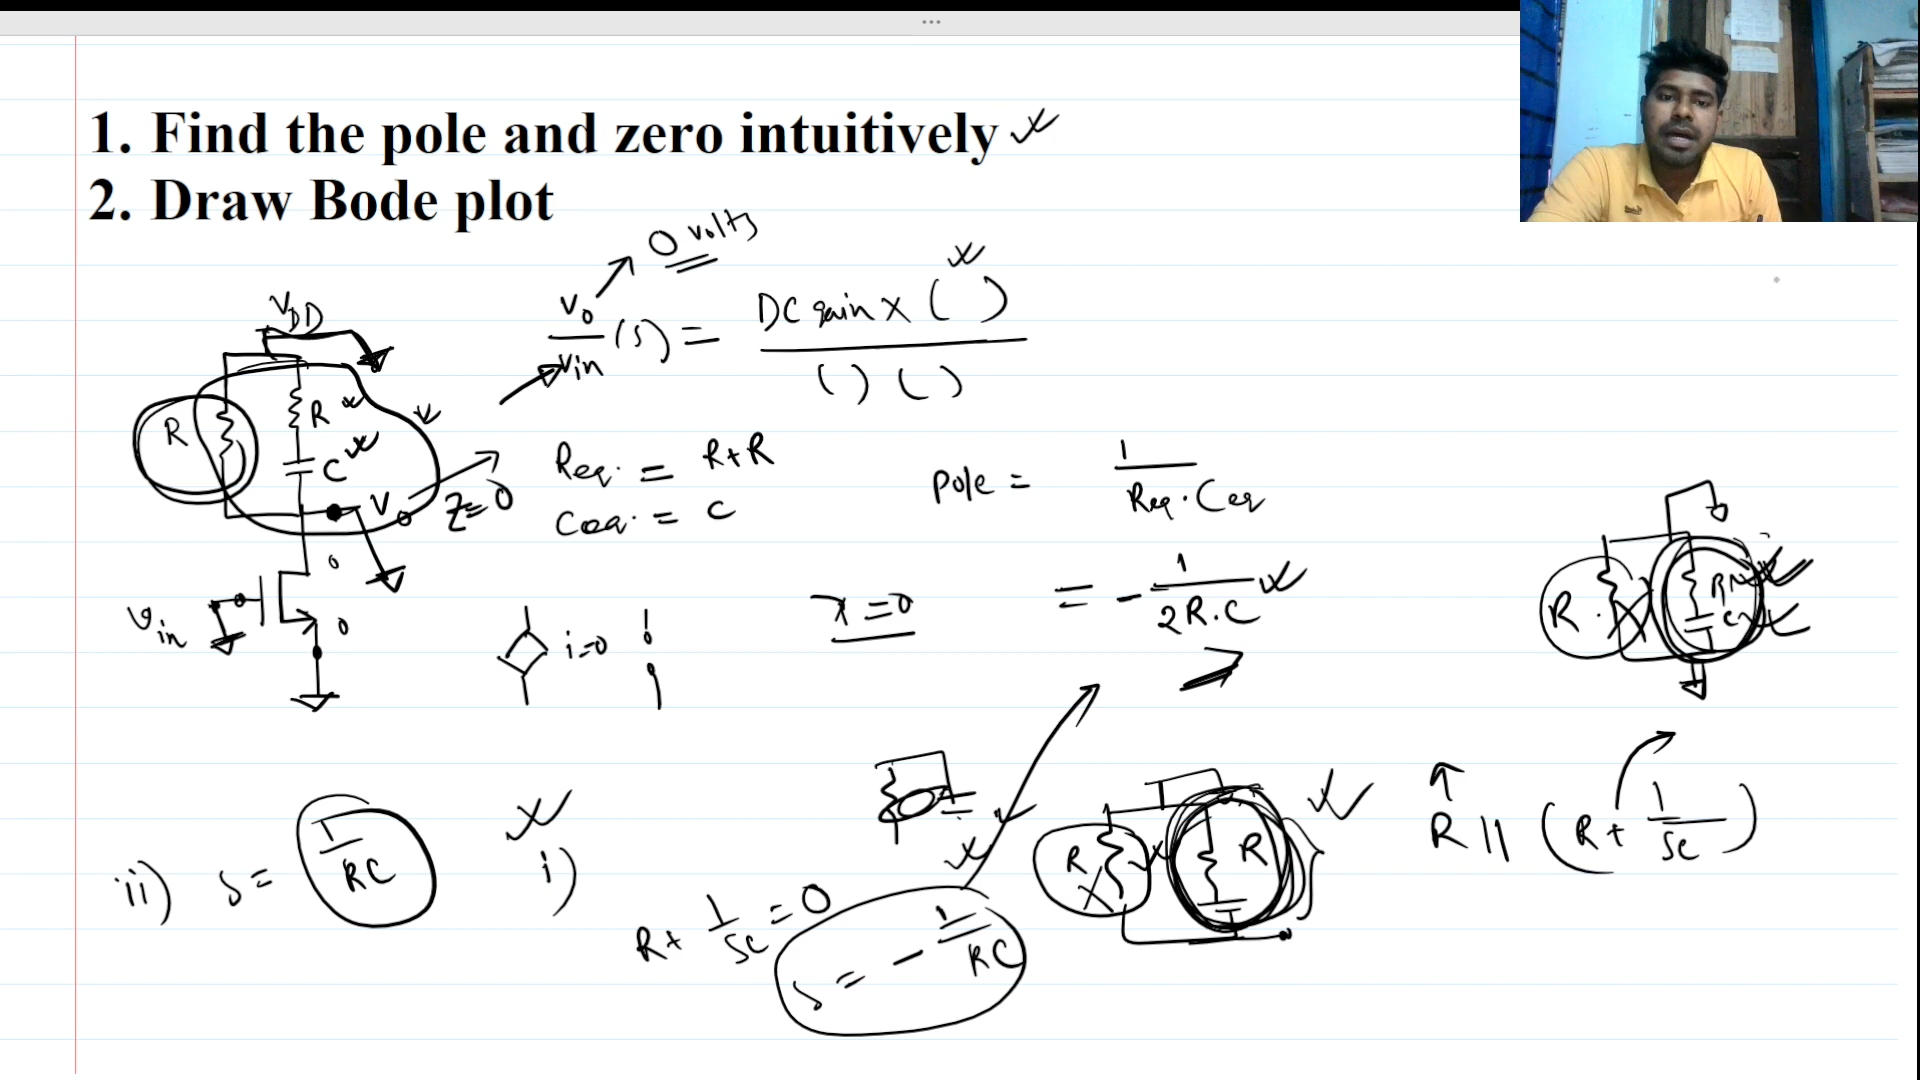 1. Find the pole and zero intuitively
2. Draw Bode plot
0 volts
VDD
Vo/Vin (s) = DC gain x ( ) / ( ) ( )
R
R
C
Vo
Z=0
Req. = R+R
Ceq. = C
Pole = 1 / Req. Ceq
= - 1 / 2R.C
Vin
0
0
i=0
λ=0
R
R
C
R || (R + 1/sC)
ii) s = 1/RC
i)
R + 1/sC = 0
s = - 1/RC
R
R